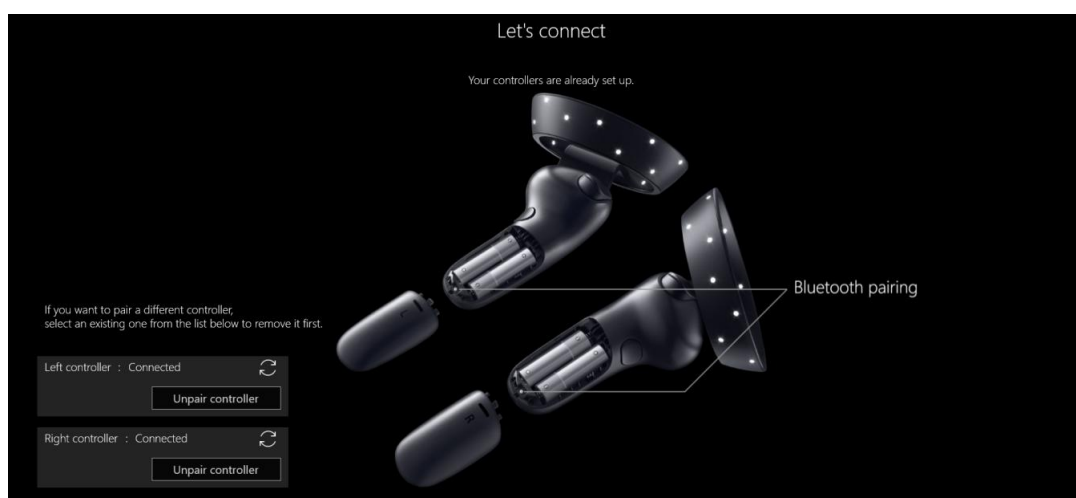 Let's connect
Your controllers are already set up.
Bluetooth pairing
If you want to pair a different controller,
select an existing one from the list below to remove it first.
Left controller : Connected
Unpair controller
Right controller : Connected
Unpair controller
L
R